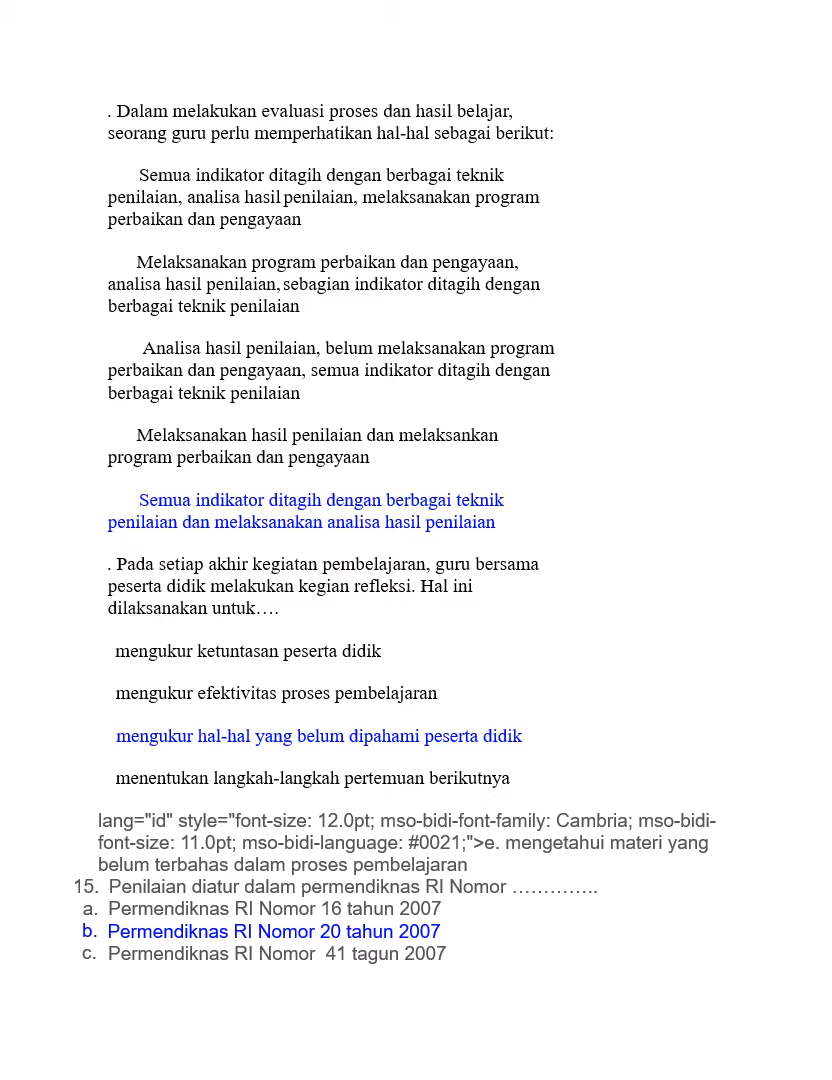 . Dalam melakukan evaluasi proses dan hasil belajar,
seorang guru perlu memperhatikan hal-hal sebagai berikut:
Semua indikator ditagih dengan berbagai teknik
penilaian, analisa hasil penilaian, melaksanakan program
perbaikan dan pengayaan
Melaksanakan program perbaikan dan pengayaan,
analisa hasil penilaian, sebagian indikator ditagih dengan
berbagai teknik penilaian
Analisa hasil penilaian, belum melaksanakan program
perbaikan dan pengayaan, semua indikator ditagih dengan
berbagai teknik penilaian
Melaksanakan hasil penilaian dan melaksankan
program perbaikan dan pengayaan
Semua indikator ditagih dengan berbagai teknik
penilaian dan melaksanakan analisa hasil penilaian
. Pada setiap akhir kegiatan pembelajaran, guru bersama
peserta didik melakukan kegian refleksi. Hal ini
dilaksanakan untuk….
mengukur ketuntasan peserta didik
mengukur efektivitas proses pembelajaran
mengukur hal-hal yang belum dipahami peserta didik
menentukan langkah-langkah pertemuan berikutnya
lang="id" style="font-size: 12.0pt; mso-bidi-font-family: Cambria; mso-bidi-
font-size: 11.0pt; mso-bidi-language: #0021;">e. mengetahui materi yang
belum terbahas dalam proses pembelajaran
15. Penilaian diatur dalam permendiknas RI Nomor …………..
a. Permendiknas RI Nomor 16 tahun 2007
b. Permendiknas RI Nomor 20 tahun 2007
c. Permendiknas RI Nomor  41 tagun 2007